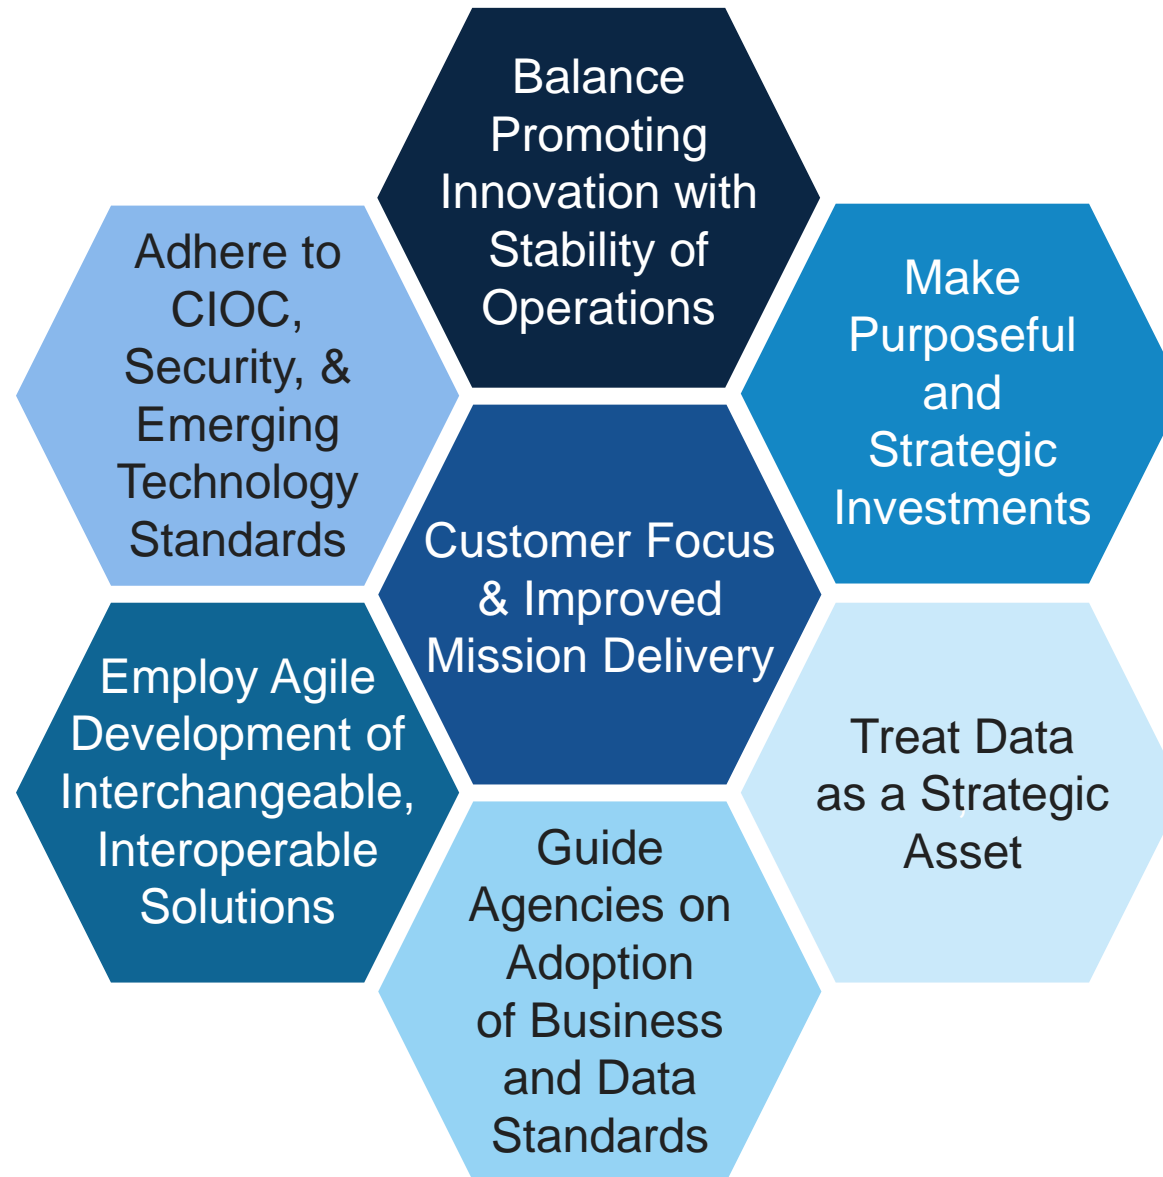 Balance
Promoting
Innovation with
Stability of
Operations
Adhere to
CIOC,
Security, &
Emerging
Technology
Standards
Make
Purposeful
and
Strategic
Investments
Customer Focus
& Improved
Mission Delivery
Employ Agile
Development of
Interchangeable,
Interoperable
Solutions
Treat Data
as a Strategic
Asset
Guide
Agencies on
Adoption
of Business
and Data
Standards